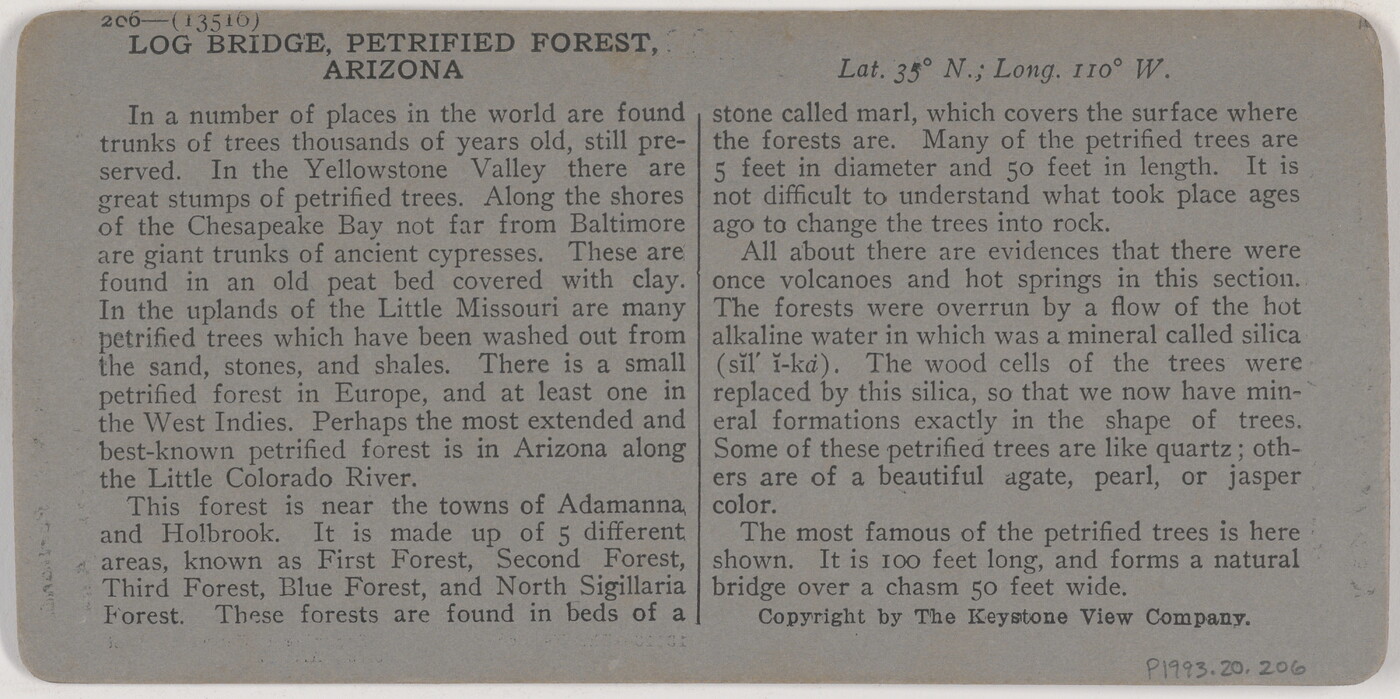 206—(13516)
LOG BRIDGE, PETRIFIED FOREST,
ARIZONA
Lat. 35° N.; Long. 110° W.
In a number of places in the world are found
trunks of trees thousands of years old, still pre-
served. In the Yellowstone Valley there are
great stumps of petrified trees. Along the shores
of the Chesapeake Bay not far from Baltimore
are giant trunks of ancient cypresses. These are
found in an old peat bed covered with clay.
In the uplands of the Little Missouri are many
petrified trees which have been washed out from
the sand, stones, and shales. There is a small
petrified forest in Europe, and at least one in
the West Indies. Perhaps the most extended and
best-known petrified forest is in Arizona along
the Little Colorado River.
This forest is near the towns of Adamanna,
and Holbrook. It is made up of 5 different
areas, known as First Forest, Second Forest,
Third Forest, Blue Forest, and North Sigillaria
Forest. These forests are found in beds of a
stone called marl, which covers the surface where
the forests are. Many of the petrified trees are
5 feet in diameter and 50 feet in length. It is
not difficult to understand what took place ages
ago to change the trees into rock.
All about there are evidences that there were
once volcanoes and hot springs in this section.
The forests were overrun by a flow of the hot
alkaline water in which was a mineral called silica
(sĭl′ ĭ-kȧ). The wood cells of the trees were
replaced by this silica, so that we now have min-
eral formations exactly in the shape of trees.
Some of these petrified trees are like quartz; oth-
ers are of a beautiful agate, pearl, or jasper
color.
The most famous of the petrified trees is here
shown. It is 100 feet long, and forms a natural
bridge over a chasm 50 feet wide.
Copyright by The Keystone View Company.
P1993.20.206